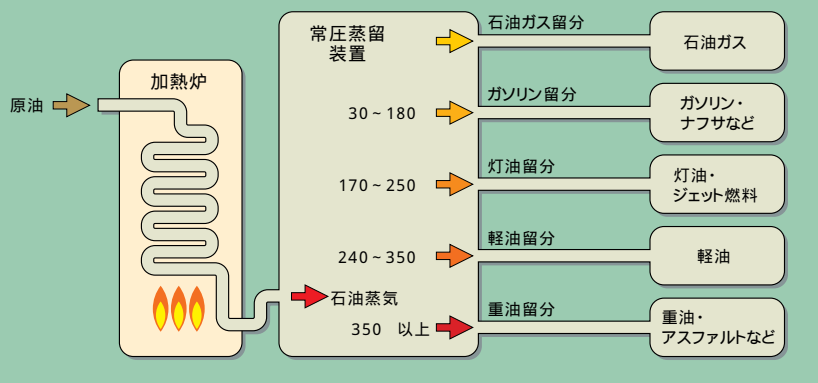 原油
加熱炉
常圧蒸留
装置
石油ガス留分
石油ガス
30~180
ガソリン留分
ガソリン・
ナフサなど
170~250
灯油留分
灯油・
ジェット燃料
240~350
軽油留分
軽油
石油蒸気
350 以上
重油留分
重油・
アスファルトなど